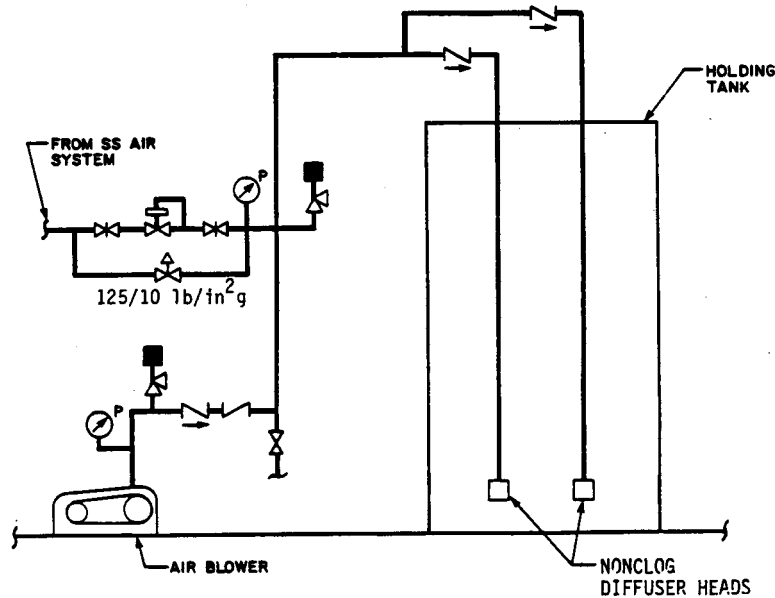 HOLDING
TANK
FROM SS AIR
SYSTEM
P
125/10 lb/in²g
P
AIR BLOWER
NONCLOG
DIFFUSER HEADS